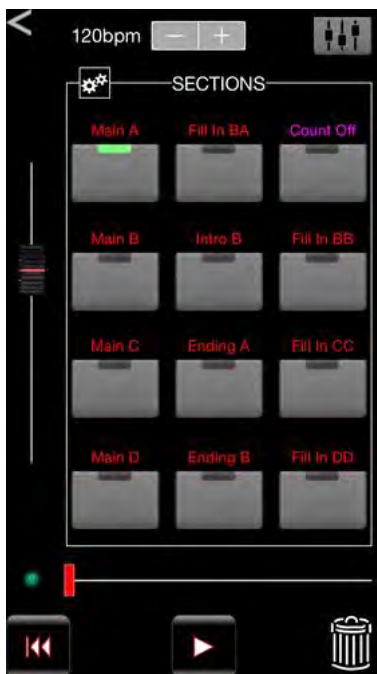 120bpm
SECTIONS
Main A Fill In BA Count Off
Main B Intro B Fill In BB
Main C Ending A Fill In CC
Main D Ending B Fill In DD